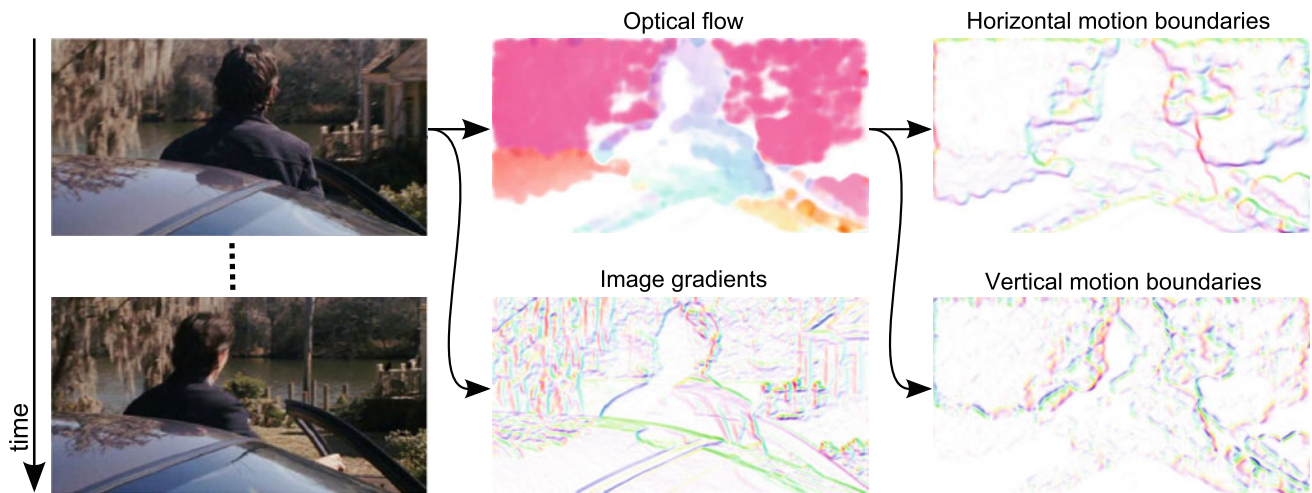 Optical flow
Horizontal motion boundaries
Image gradients
Vertical motion boundaries
time